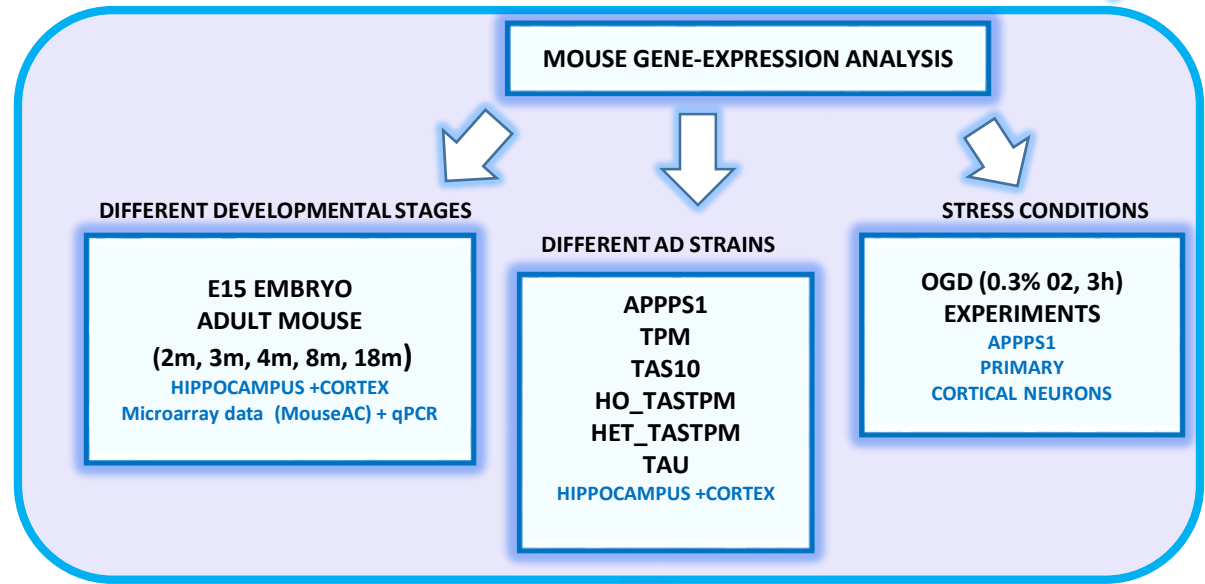 MOUSE GENE-EXPRESSION ANALYSIS
DIFFERENT DEVELOPMENTAL STAGES
E15 EMBRYO
ADULT MOUSE
(2m, 3m, 4m, 8m, 18m)
HIPPOCAMPUS +CORTEX
Microarray data (MouseAC) + qPCR
DIFFERENT AD STRAINS
APPPS1
TPM
TAS10
HO_TASTPM
HET_TASTPM
TAU
HIPPOCAMPUS +CORTEX
STRESS CONDITIONS
OGD (0.3% 02, 3h)
EXPERIMENTS
APPPS1
PRIMARY
CORTICAL NEURONS